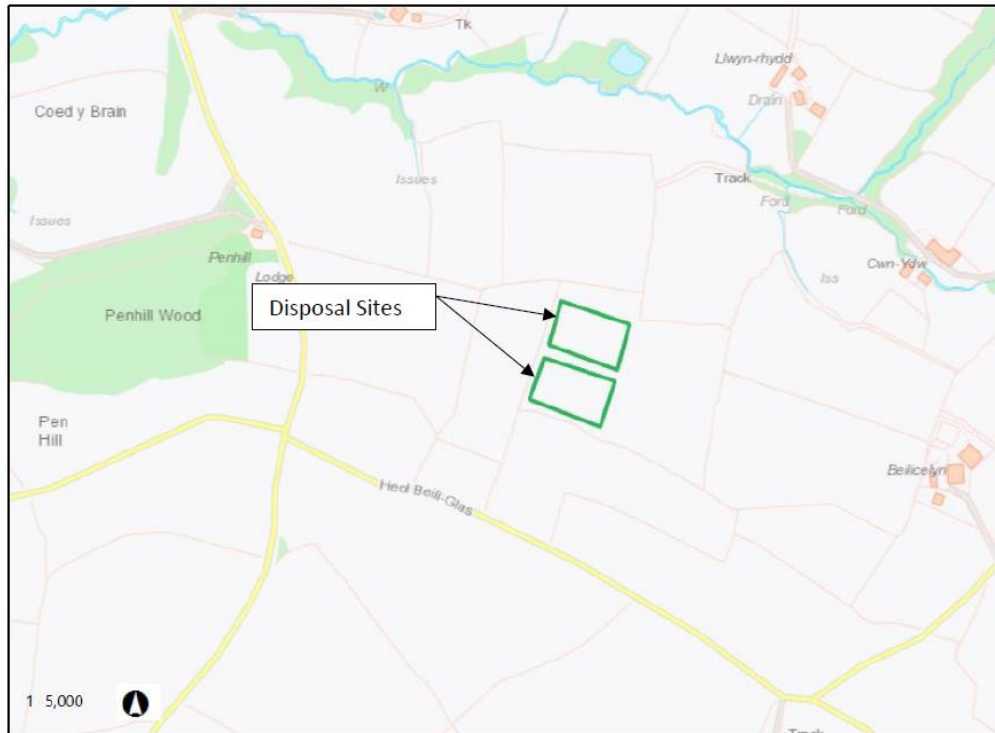 Tk
Llwyn-rhydd
W
Drain
Coed y Brain
Issues
Track
Issues
Ford
Ford
Penhill
Cwn-Ydw
Lodge
Iss
Disposal Sites
Penhill Wood
Pen
Hill
Beilicelyn
Heol Beili-Glas
1 5,000
Track